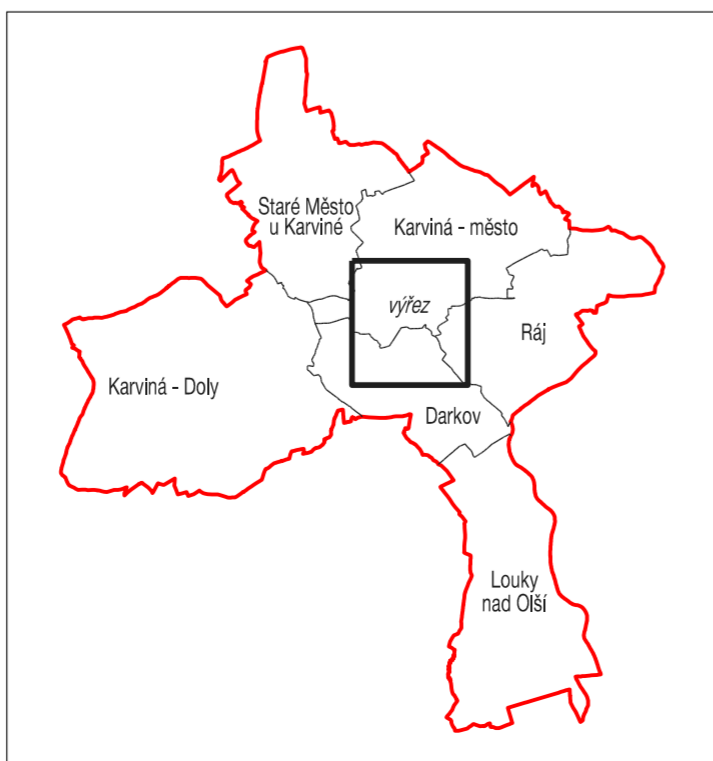 Staré Město
u Karviné
Karviná - město
výřez
Ráj
Karviná - Doly
Darkov
Louky
nad Olší